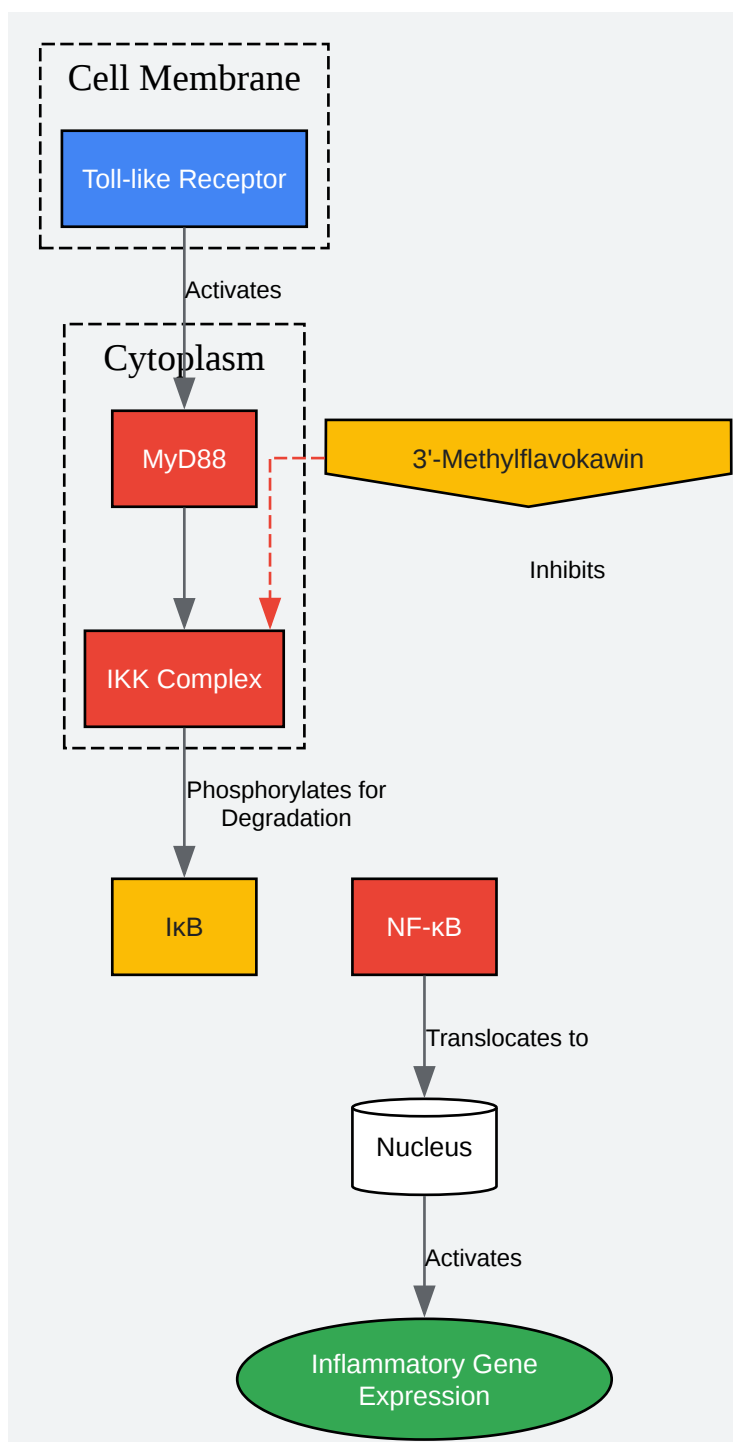 Cell Membrane
Toll-like Receptor
Activates
Cytoplasm
MyD88
3'-Methylflavokawin
Inhibits
IKK Complex
Phosphorylates for
Degradation
IκB
NF-κB
Translocates to
Nucleus
Activates
Inflammatory Gene
Expression